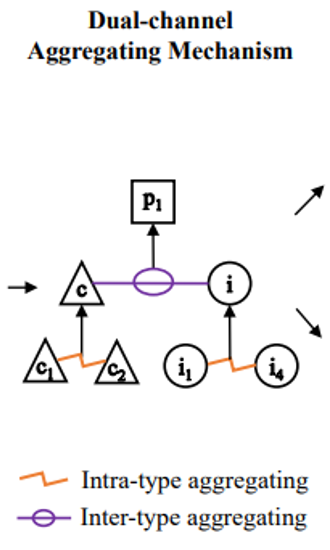 Dual-channel
Aggregating Mechanism
p₁
c
i
c₁
c₂
i₁
i₄
Intra-type aggregating
Inter-type aggregating